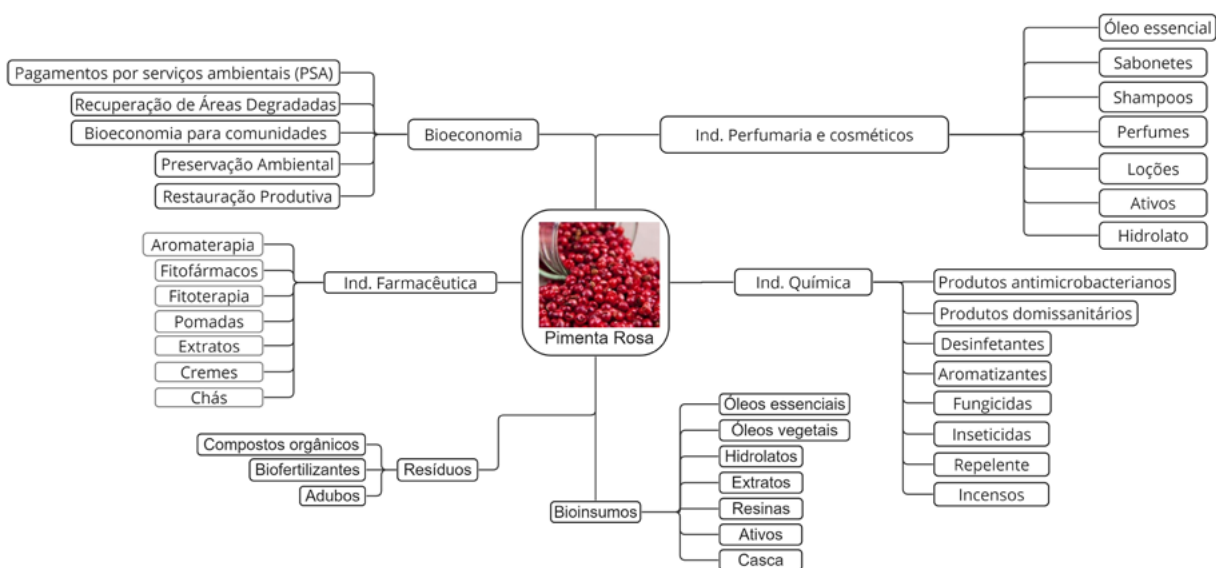 Pimenta Rosa
Bioeconomia
Pagamentos por serviços ambientais (PSA)
Recuperação de Áreas Degradadas
Bioeconomia para comunidades
Preservação Ambiental
Restauração Produtiva
Ind. Perfumaria e cosméticos
Óleo essencial
Sabonetes
Shampoos
Perfumes
Loções
Ativos
Hidrolato
Ind. Farmacêutica
Aromaterapia
Fitofármacos
Fitoterapia
Pomadas
Extratos
Cremes
Chás
Ind. Química
Produtos antimicrobacterianos
Produtos domissanitários
Desinfetantes
Aromatizantes
Fungicidas
Inseticidas
Repelente
Incensos
Resíduos
Compostos orgânicos
Biofertilizantes
Adubos
Bioinsumos
Óleos essenciais
Óleos vegetais
Hidrolatos
Extratos
Resinas
Ativos
Casca